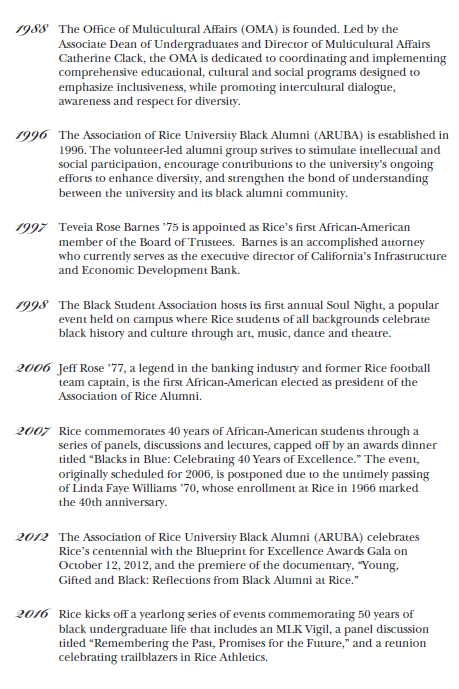 1988 The Office of Multicultural Affairs (OMA) is founded. Led by the
Associate Dean of Undergraduates and Director of Multicultural Affairs
Catherine Clack, the OMA is dedicated to coordinating and implementing
comprehensive educational, cultural and social programs designed to
emphasize inclusiveness, while promoting intercultural dialogue,
awareness and respect for diversity.
1996 The Association of Rice University Black Alumni (ARUBA) is established in
1996. The volunteer-led alumni group strives to stimulate intellectual and
social participation, encourage contributions to the university's ongoing
efforts to enhance diversity, and strengthen the bond of understanding
between the university and its black alumni community.
1997 Teveia Rose Barnes '75 is appointed as Rice's first African-American
member of the Board of Trustees. Barnes is an accomplished attorney
who currently serves as the executive director of California's Infrastructure
and Economic Development Bank.
1998 The Black Student Association hosts its first annual Soul Night, a popular
event held on campus where Rice students of all backgrounds celebrate
black history and culture through art, music, dance and theatre.
2006 Jeff Rose '77, a legend in the banking industry and former Rice football
team captain, is the first African-American elected as president of the
Association of Rice Alumni.
2007 Rice commemorates 40 years of African-American students through a
series of panels, discussions and lectures, capped off by an awards dinner
titled “Blacks in Blue: Celebrating 40 Years of Excellence.” The event,
originally scheduled for 2006, is postponed due to the untimely passing
of Linda Faye Williams '70, whose enrollment at Rice in 1966 marked
the 40th anniversary.
2012 The Association of Rice University Black Alumni (ARUBA) celebrates
Rice's centennial with the Blueprint for Excellence Awards Gala on
October 12, 2012, and the premiere of the documentary, “Young,
Gifted and Black: Reflections from Black Alumni at Rice.”
2016 Rice kicks off a yearlong series of events commemorating 50 years of
black undergraduate life that includes an MLK Vigil, a panel discussion
titled “Remembering the Past, Promises for the Future,” and a reunion
celebrating trailblazers in Rice Athletics.